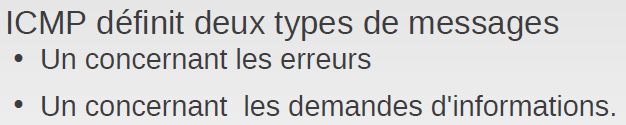 ICMP définit deux types de messages
• Un concernant les erreurs
• Un concernant  les demandes d'informations.